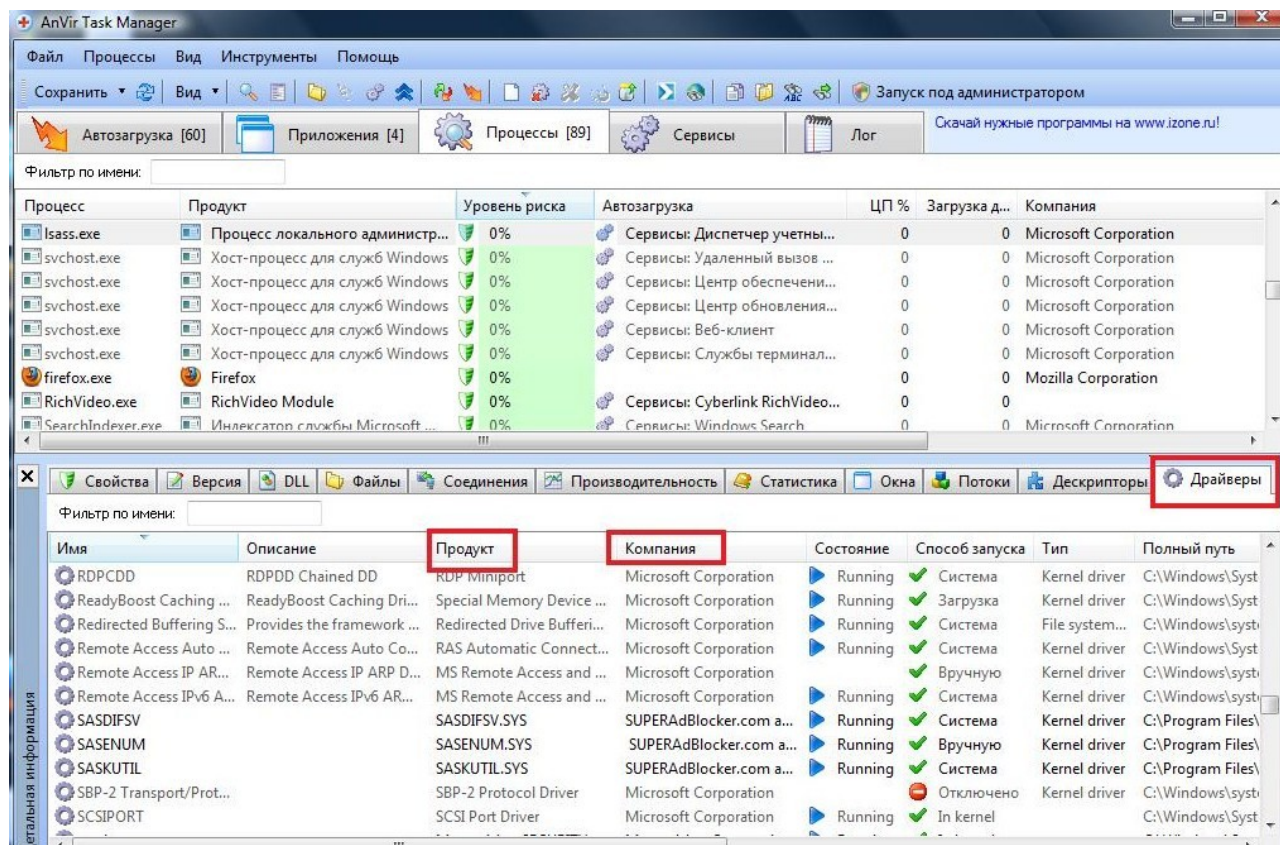 AnVir Task Manager
Файл Процессы Вид Инструменты Помощь
Сохранить Вид Запуск под администратором
Автозагрузка [60] Приложения [4] Процессы [89] Сервисы Лог Скачай нужные программы на www.izone.ru!
Фильтр по имени:
Процесс Продукт Уровень риска Автозагрузка ЦП % Загрузка д... Компания
lsass.exe Процесс локального администр... 0% Сервисы: Диспетчер учетны... 0 0 Microsoft Corporation
svchost.exe Хост-процесс для служб Windows 0% Сервисы: Удаленный вызов ... 0 0 Microsoft Corporation
svchost.exe Хост-процесс для служб Windows 0% Сервисы: Центр обеспечени... 0 0 Microsoft Corporation
svchost.exe Хост-процесс для служб Windows 0% Сервисы: Центр обновления... 0 0 Microsoft Corporation
svchost.exe Хост-процесс для служб Windows 0% Сервисы: Веб-клиент 0 0 Microsoft Corporation
svchost.exe Хост-процесс для служб Windows 0% Сервисы: Службы терминал... 0 0 Microsoft Corporation
firefox.exe Firefox 0% 0 0 Mozilla Corporation
RichVideo.exe RichVideo Module 0% Сервисы: Cyberlink RichVideo... 0 0
SearchIndexer.exe Индексатор службы Microsoft ... 0% Сервисы: Windows Search 0 0 Microsoft Corporation
Свойства Версия DLL Файлы Соединения Производительность Статистика Окна Потоки Дескрипторы Драйверы
Фильтр по имени:
Имя Описание Продукт Компания Состояние Способ запуска Тип Полный путь
RDPCDD RDPDD Chained DD RDP Miniport Microsoft Corporation Running Система Kernel driver C:\Windows\Syst
ReadyBoost Caching ... ReadyBoost Caching Dri... Special Memory Device ... Microsoft Corporation Running Загрузка Kernel driver C:\Windows\Syst
Redirected Buffering S... Provides the framework ... Redirected Drive Bufferi... Microsoft Corporation Running Система File system... C:\Windows\syst
Remote Access Auto ... Remote Access Auto Co... RAS Automatic Connect... Microsoft Corporation Running Система Kernel driver C:\Windows\Syst
Remote Access IP AR... Remote Access IP ARP D... MS Remote Access and ... Microsoft Corporation Вручную Kernel driver C:\Windows\syst
Remote Access IPv6 A... Remote Access IPv6 AR... MS Remote Access and ... Microsoft Corporation Running Система Kernel driver C:\Windows\syst
SASDIFSV SASDIFSV.SYS SUPERAdBlocker.com a... Running Система Kernel driver C:\Program Files\
SASENUM SASENUM.SYS SUPERAdBlocker.com a... Running Вручную Kernel driver C:\Program Files\
SASKUTIL SASKUTIL.SYS SUPERAdBlocker.com a... Running Система Kernel driver C:\Program Files\
SBP-2 Transport/Prot... SBP-2 Protocol Driver Microsoft Corporation Отключено Kernel driver C:\Windows\syst
SCSIPORT SCSI Port Driver Microsoft Corporation Running In kernel C:\Windows\Syst
етальная информация